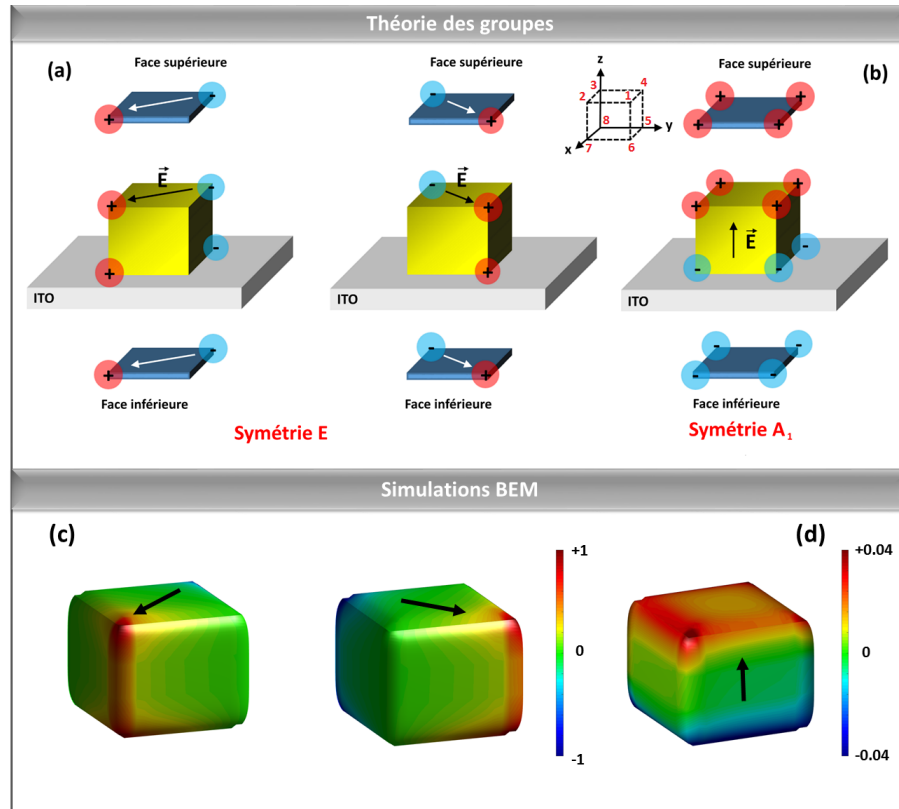 Théorie des groupes
(a)
Face supérieure
Face supérieure
Face supérieure
(b)
z
3
4
2
1
8
5
y
x
7
6
-
+
-
+
+
+
+
+
E
-
+
-
+
E
-
+
+
+
+
+
+
E
-
-
-
ITO
ITO
ITO
-
+
-
+
-
-
-
-
Face inférieure
Face inférieure
Face inférieure
Symétrie E
Symétrie A₁
Simulations BEM
(c)
(d)
+1
0
-1
+0.04
0
-0.04